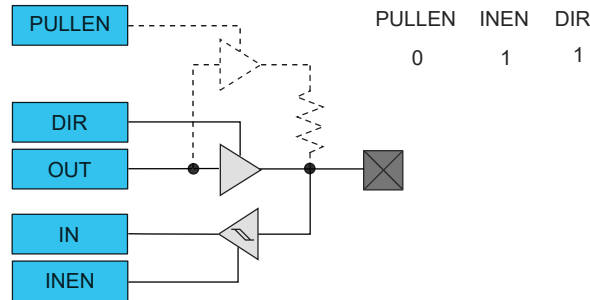 PULLEN
PULLEN INEN DIR
0 1 1
DIR
OUT
IN
INEN